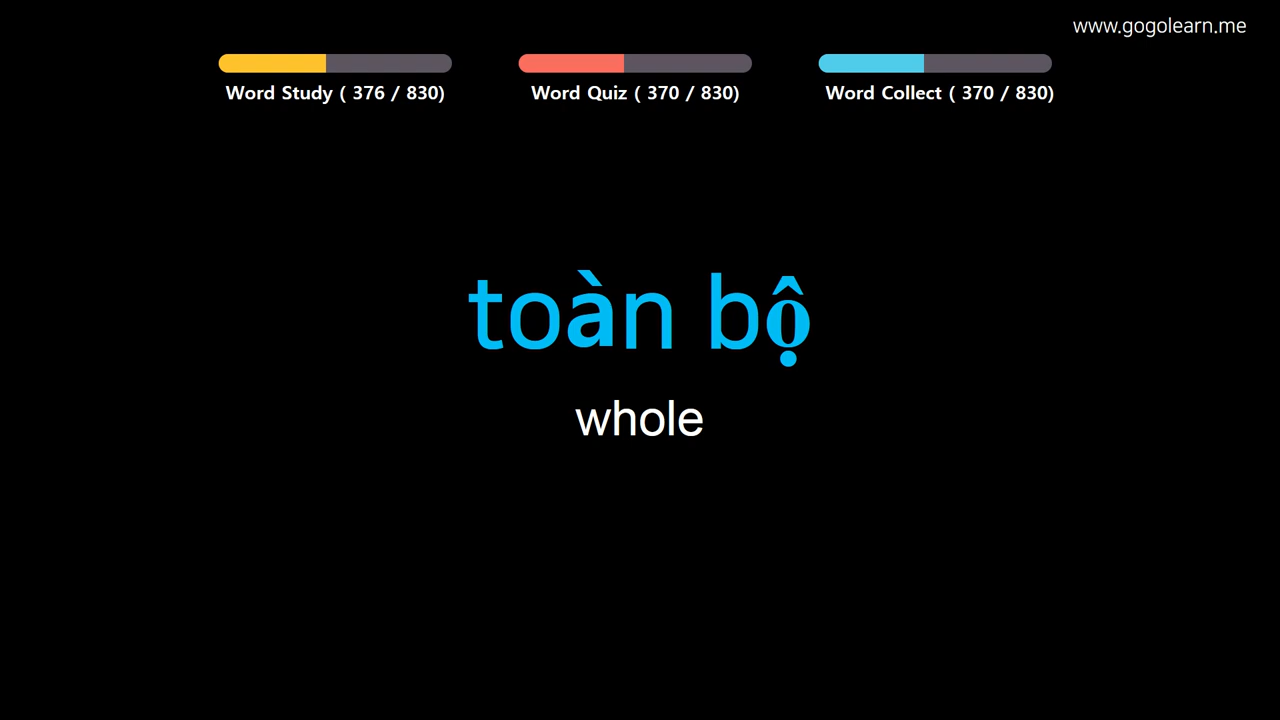 www.gogolearn.me
Word Study ( 376 / 830)
Word Quiz ( 370 / 830)
Word Collect ( 370 / 830)
toàn bộ
whole